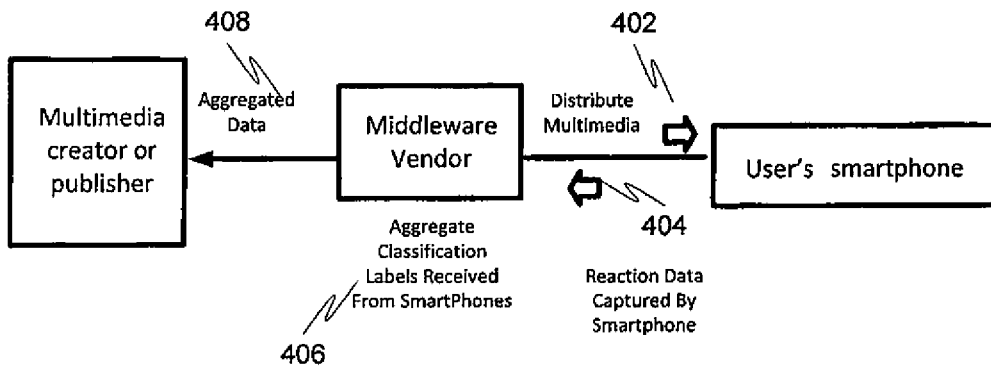 408
402
Multimedia
creator or
publisher
Aggregated
Data
Middleware
Vendor
Distribute
Multimedia
User's smartphone
404
Aggregate
Classification
Labels Received
From SmartPhones
Reaction Data
Captured By
Smartphone
406